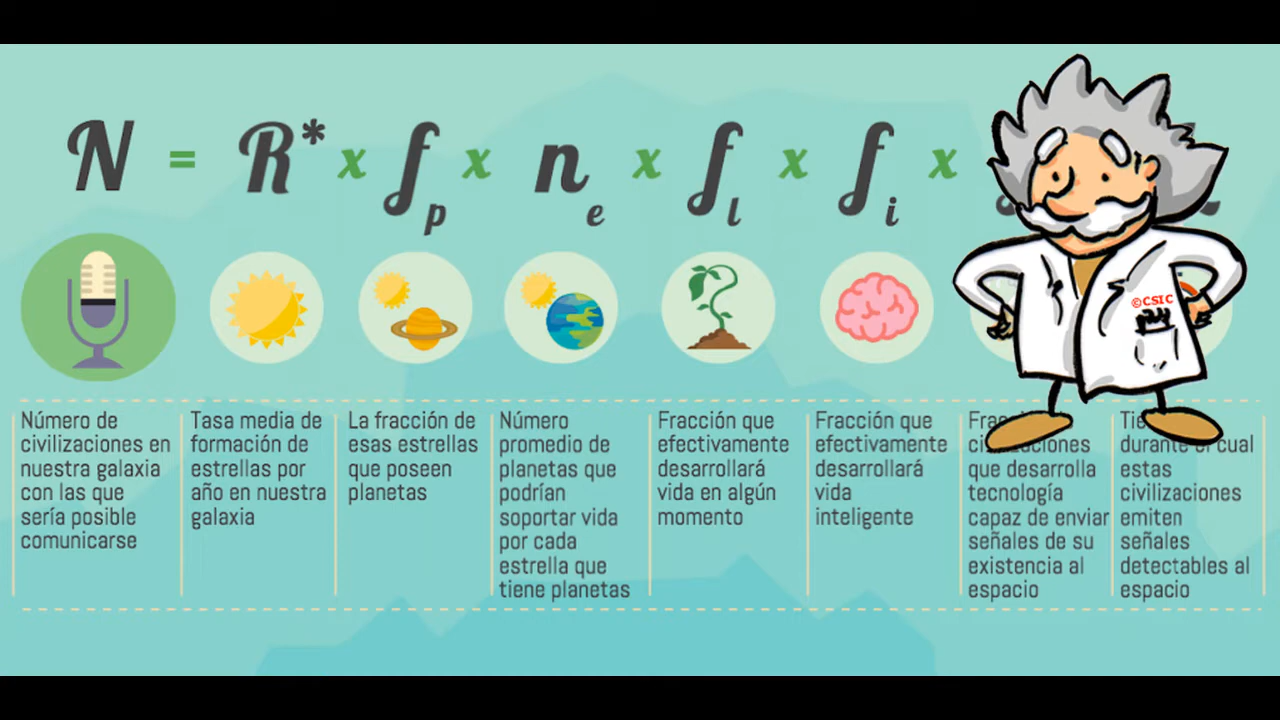 N = R* x fp x ne x fl x fi x
©CSIC
Número de
civilizaciones en
nuestra galaxia
con las que
sería posible
comunicarse
Tasa media de
formación de
estrellas por
año en nuestra
galaxia
La fracción de
esas estrellas
que poseen
planetas
Número
promedio de
planetas que
podrían
soportar vida
por cada
estrella que
tiene planetas
Fracción que
efectivamente
desarrollará
vida en algún
momento
Fracción que
efectivamente
desarrollará
vida
inteligente
que desarrolla
tecnología
capaz de enviar
señales de su
existencia al
espacio
durante el cual
estas
civilizaciones
emiten
señales
detectables al
espacio